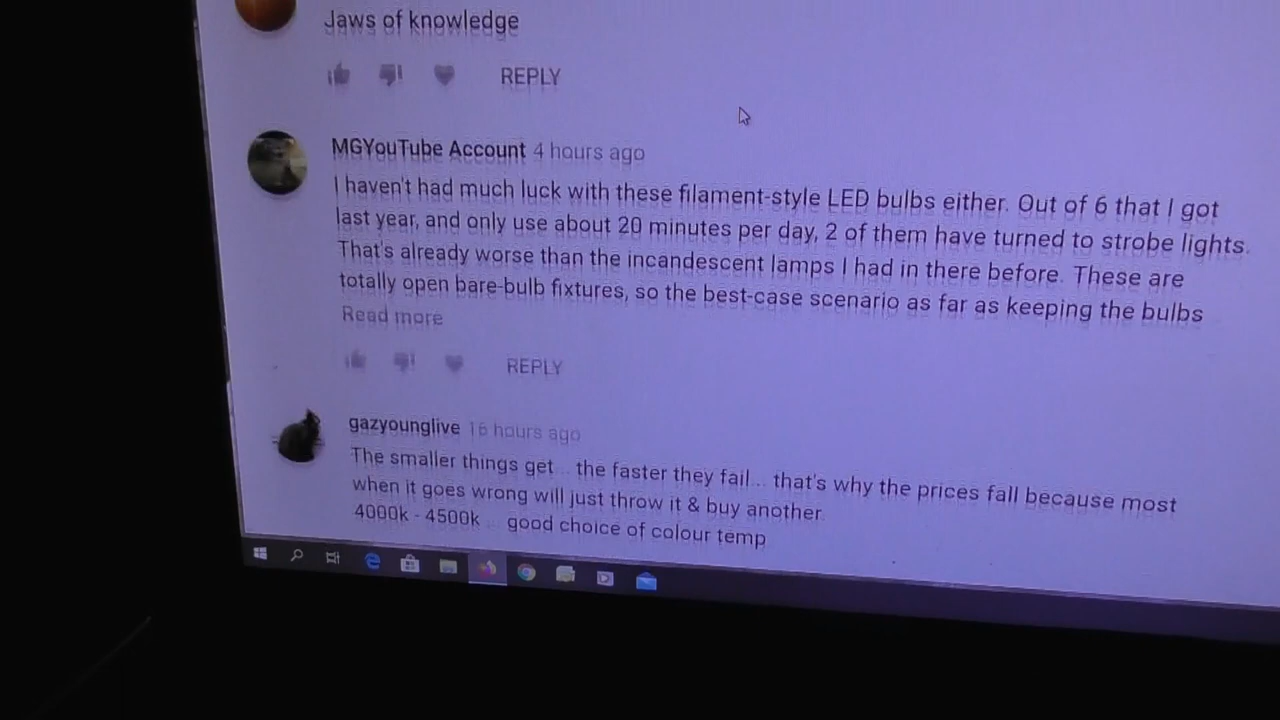 Jaws of knowledge
REPLY
MGYouTube Account 4 hours ago
I haven't had much luck with these filament-style LED bulbs either. Out of 6 that I got
last year, and only use about 20 minutes per day, 2 of them have turned to strobe lights.
That's already worse than the incandescent lamps I had in there before. These are
totally open bare-bulb fixtures, so the best-case scenario as far as keeping the bulbs
Read more
REPLY
gazyounglive 16 hours ago
The smaller things get... the faster they fail... that's why the prices fall because most
when it goes wrong will just throw it & buy another
4000k - 4500k ... good choice of colour temp